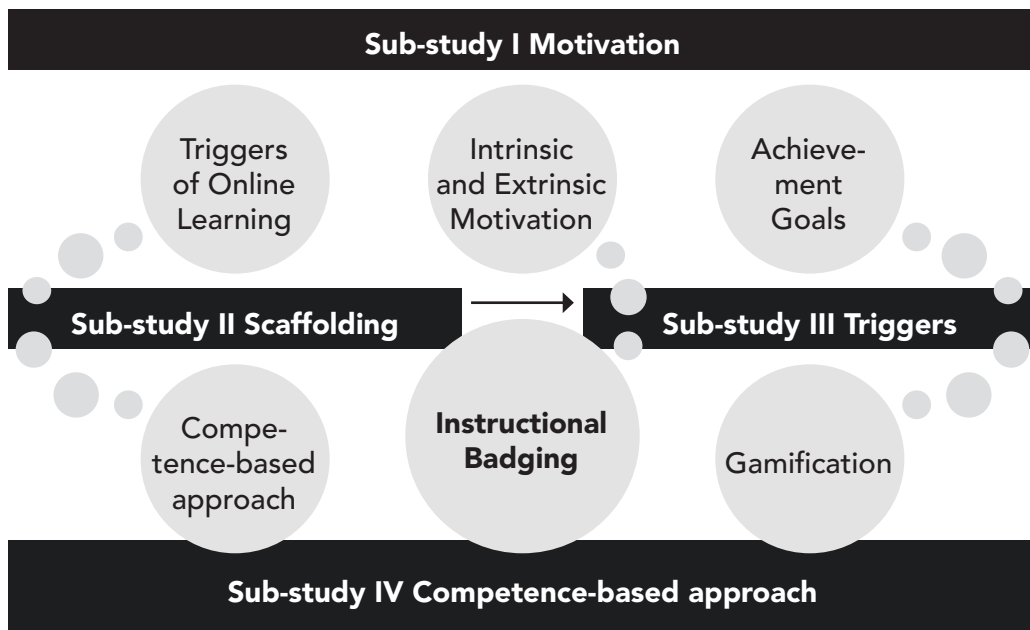 Sub-study I Motivation
Triggers
of Online
Learning
Intrinsic
and Extrinsic
Motivation
Achieve-
ment
Goals
Sub-study II Scaffolding
Sub-study III Triggers
Compe-
tence-based
approach
Instructional
Badging
Gamification
Sub-study IV Competence-based approach